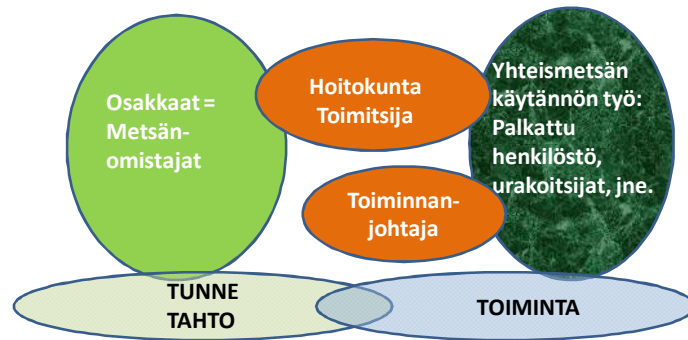 Osakkaat =
Metsän-
omistajat
Hoitokunta
Toimitsija
Toiminnan-
johtaja
Yhteismetsän
käytännön työ:
Palkattu
henkilöstö,
urakoitsijat, jne.
TUNNE
TAHTO
TOIMINTA